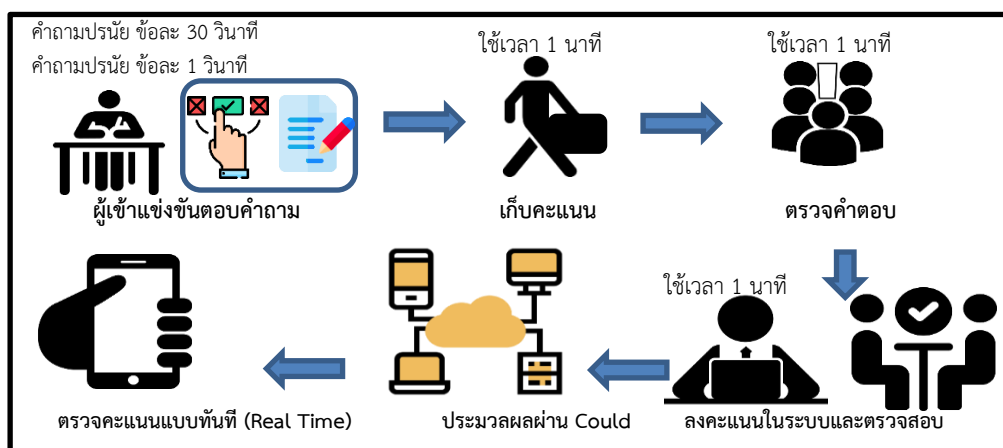 คำถามปรนัย ข้อละ 30 วินาที
คำถามปรนัย ข้อละ 1 วินาที
ใช้เวลา 1 นาที
ใช้เวลา 1 นาที
ผู้เข้าแข่งขันตอบคำถาม
เก็บคะแนน
ตรวจคำตอบ
ใช้เวลา 1 นาที
ตรวจคะแนนแบบทันที (Real Time)
ประมวลผลผ่าน Could
ลงคะแนนในระบบและตรวจสอบ